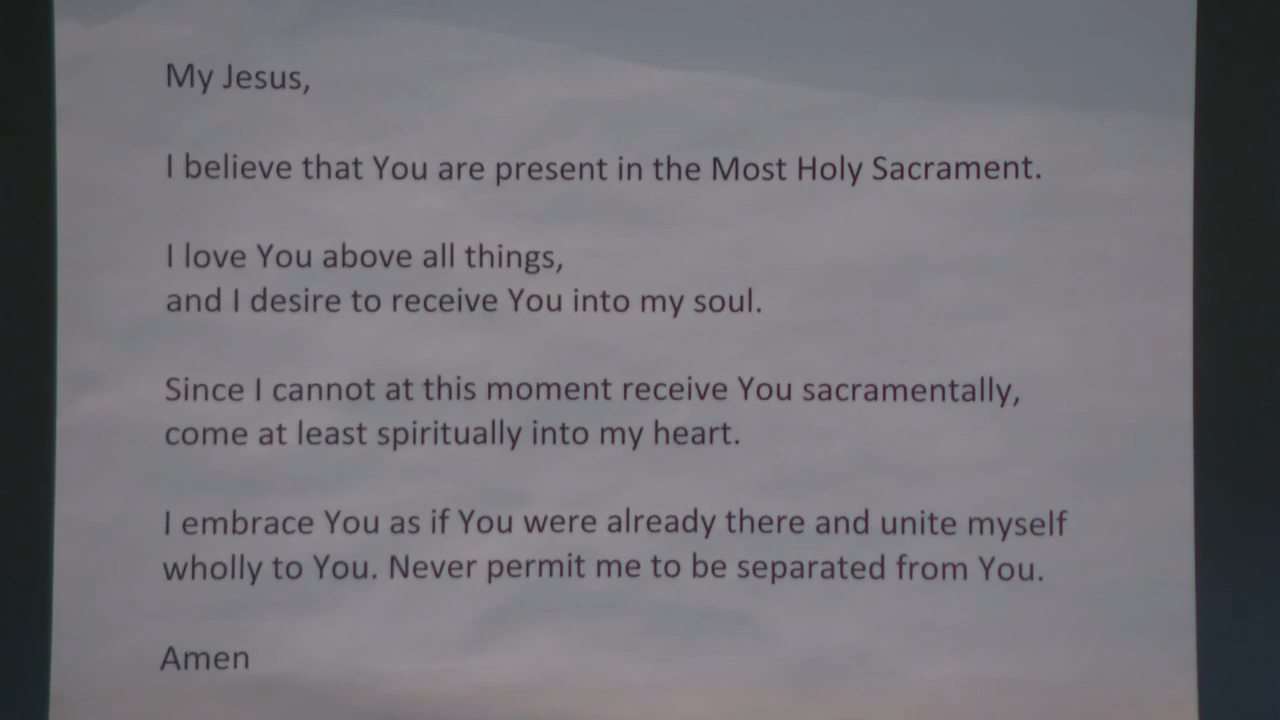 My Jesus,
I believe that You are present in the Most Holy Sacrament.
I love You above all things,
and I desire to receive You into my soul.
Since I cannot at this moment receive You sacramentally,
come at least spiritually into my heart.
I embrace You as if You were already there and unite myself
wholly to You. Never permit me to be separated from You.
Amen